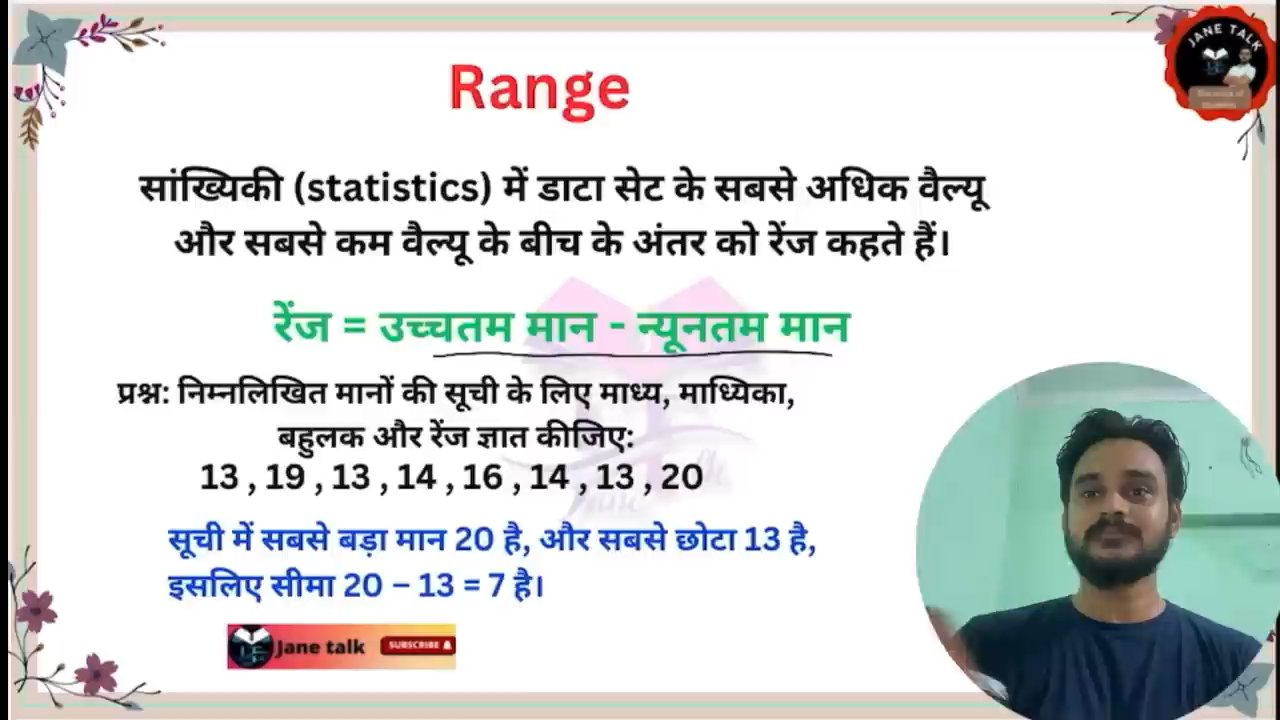 JANE TALK
Range
सांख्यिकी (statistics) में डाटा सेट के सबसे अधिक वैल्यू
और सबसे कम वैल्यू के बीच के अंतर को रेंज कहते हैं।
रेंज = उच्चतम मान - न्यूनतम मान
प्रश्न: निम्नलिखित मानों की सूची के लिए माध्य, माध्यिका,
बहुलक और रेंज ज्ञात कीजिए:
13 , 19 , 13 , 14 , 16 , 14 , 13 , 20
सूची में सबसे बड़ा मान 20 है, और सबसे छोटा 13 है,
इसलिए सीमा 20 – 13 = 7 है।
Jane talk SUBSCRIBE